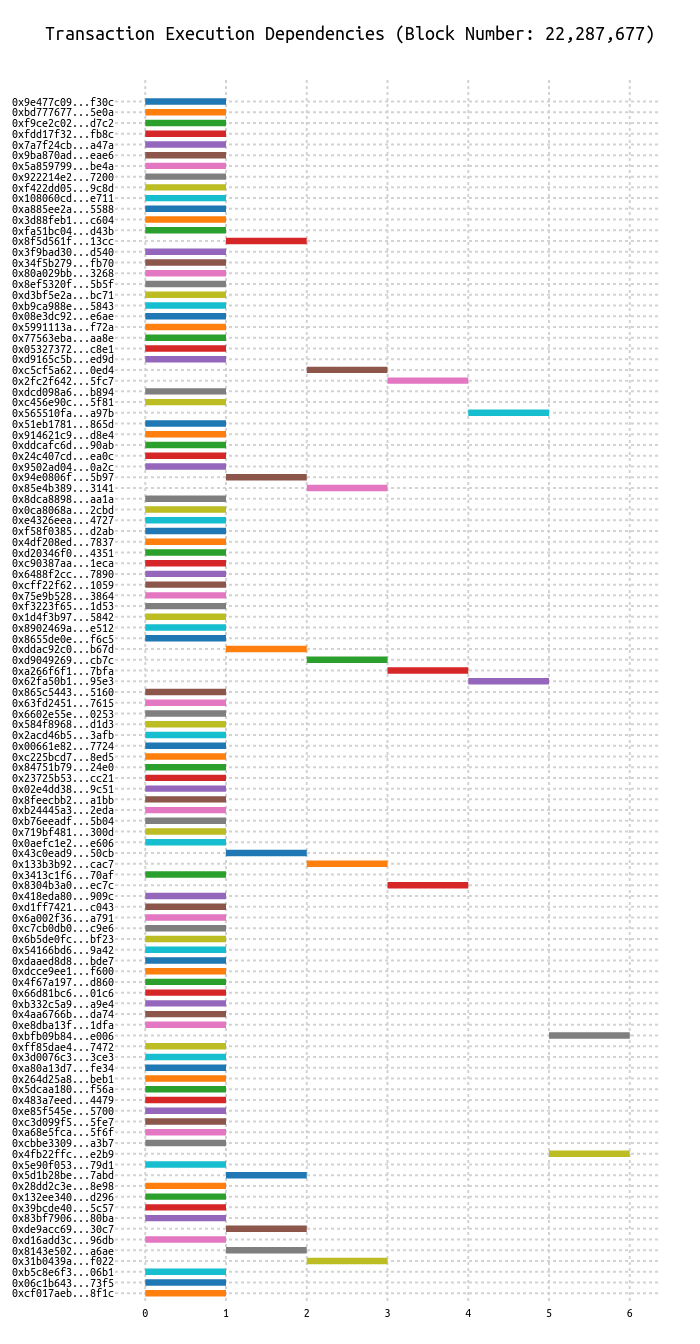 Transaction Execution Dependencies (Block Number: 22,287,677)
0x9e477c09...f30c
0xbd777677...5e0a
0xf9ce2c02...d7c2
0xfdd17f32...fb8c
0x7a7f24cb...a47a
0x9ba870ad...eae6
0x5a859799...be4a
0x922214e2...7200
0xf422dd05...9c8d
0x108060cd...e711
0xa885ee2a...5588
0x3d88feb1...c604
0xfa51bc04...d43b
0x8f5d561f...13cc
0x3f9bad30...d540
0x34f5b279...fb70
0x80a029bb...3268
0x8ef5320f...5b5f
0xd3bf5e2a...bc71
0xb9ca988e...5843
0x08e3dc92...e6ae
0x5991113a...f72a
0x77563eba...aa8e
0x05327372...c8e1
0xd9165c5b...ed9d
0xc5cf5a62...0ed4
0x2fc2f642...5fc7
0xdcd098a6...b894
0xc456e90c...5f81
0x565510fa...a97b
0x51eb1781...865d
0x914621c9...d8e4
0xddcafc6d...90ab
0x24c407cd...ea0c
0x9502ad04...0a2c
0x94e0806f...5b97
0x85e4b389...3141
0x8dca8898...aa1a
0x0ca8068a...2cbd
0xe4326eea...4727
0xf58f0385...d2ab
0x4df208ed...7837
0xd20346f0...4351
0xc90387aa...1eca
0x6488f2cc...7890
0xcff22f62...1059
0x75e9b528...3864
0xf3223f65...1d53
0x1d4f3b97...5842
0x8902469a...e512
0x8655de0e...f6c5
0xddac92c0...b67d
0xd9049269...cb7c
0xa266f6f1...7bfa
0x62fa50b1...95e3
0x865c5443...5160
0x63fd2451...7615
0x6602e55e...0253
0x584f8968...d1d3
0x2acd46b5...3afb
0x00661e82...7724
0xc225bcd7...8ed5
0x84751b79...24e0
0x23725b53...cc21
0x02e4dd38...9c51
0x8feecbb2...a1bb
0xb24445a3...2eda
0xb76eeadf...5b04
0x719bf481...300d
0x0aefc1e2...e606
0x43c0ead9...50cb
0x133b3b92...cac7
0x3413c1f6...70af
0x8304b3a0...ec7c
0x418eda80...909c
0xd1ff7421...c043
0x6a002f36...a791
0xc7cb0db0...c9e6
0x6b5de0fc...bf23
0x54166bd6...9a42
0xdaaed8d8...bde7
0xdcce9ee1...f600
0x4f67a197...d860
0x66d81bc6...01c6
0xb332c5a9...a9e4
0x4aa6766b...da74
0xe8dba13f...1dfa
0xbfb09b84...e006
0xff85dae4...7472
0x3d0076c3...3ce3
0xa80a13d7...fe34
0x264d25a8...beb1
0x5dcaa180...f56a
0x483a7eed...4479
0xe85f545e...5700
0xc3d099f5...5fe7
0xa68e5fca...5f6f
0xcbbe3309...a3b7
0x4fb22ffc...e2b9
0x5e90f053...79d1
0x5d1b28be...7abd
0x28dd2c3e...8e98
0x132ee340...d296
0x39bcde40...5c57
0x83bf7906...80ba
0xde9acc69...30c7
0xd16add3c...96db
0x8143e502...a6ae
0x31b0439a...f022
0xb5c8e6f3...06b1
0x06c1b643...73f5
0xcf017aeb...8f1c
0 1 2 3 4 5 6